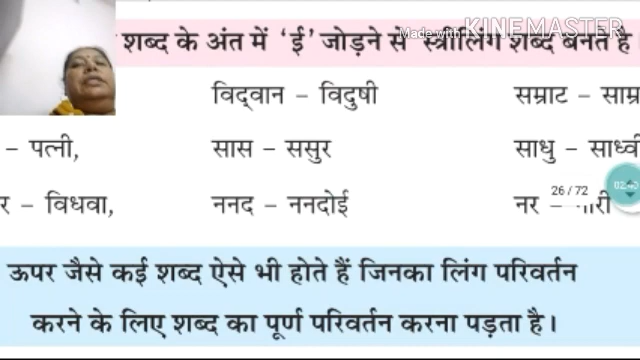 Made with KINEMASTER
शब्द के अंत में ‘ई’ जोड़ने से स्त्रीलिंग शब्द बनते है
विद्वान – विदुषी सम्राट – साम्र
– पत्नी, सास – ससुर साधु – साध्वी
26 / 72
र – विधवा, ननद – ननदोई नर – नारी
ऊपर जैसे कई शब्द ऐसे भी होते हैं जिनका लिंग परिवर्तन
करने के लिए शब्द का पूर्ण परिवर्तन करना पड़ता है।